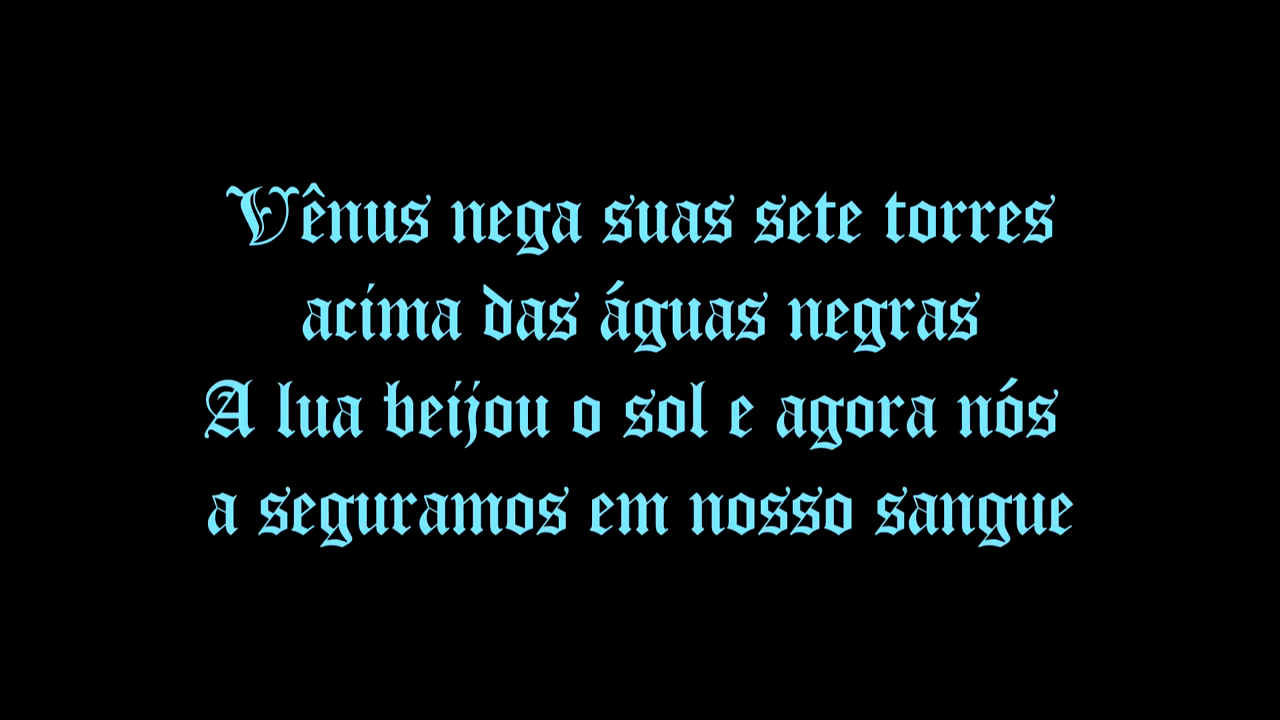 Vênus nega suas sete torres
acima das águas negras
A lua beijou o sol e agora nós
a seguramos em nosso sangue